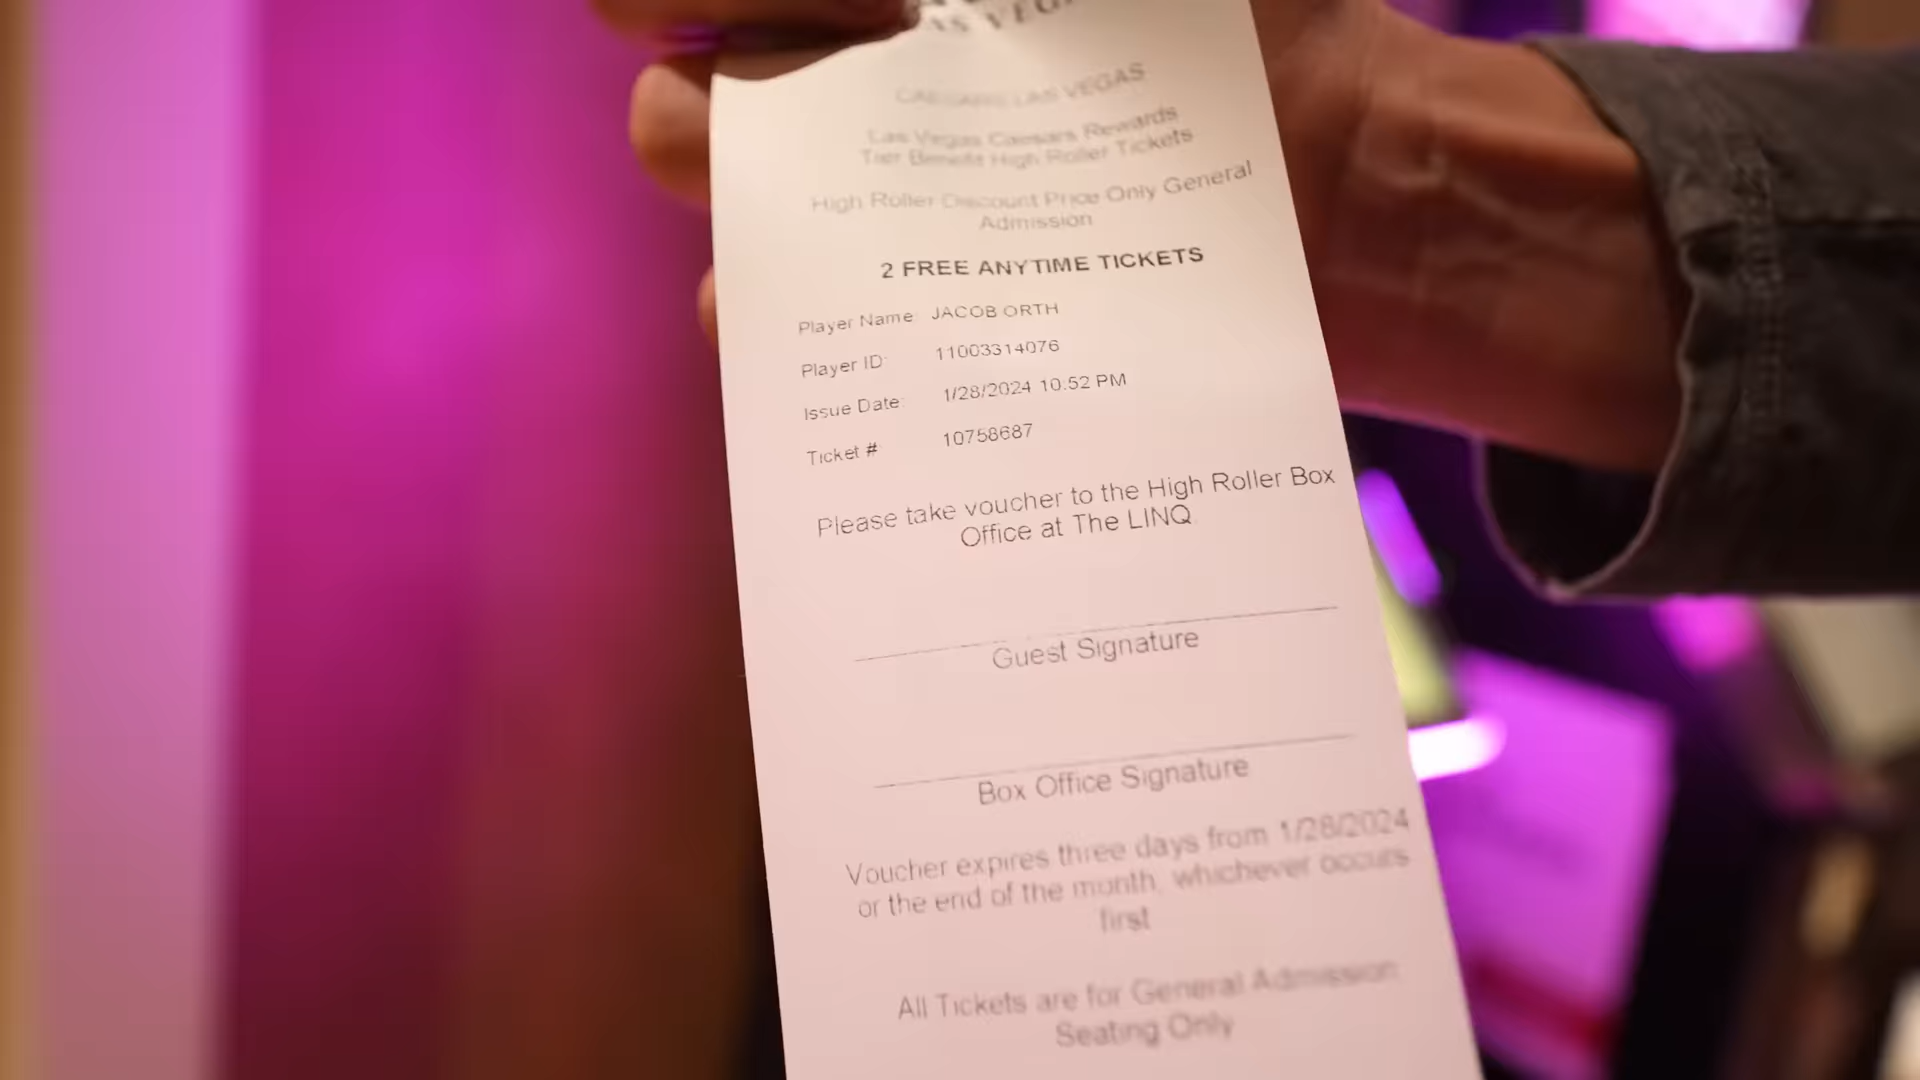 LAS VEGAS
CAESARS LAS VEGAS
Las Vegas Caesars Rewards
Tier Benefit High Roller Tickets
High Roller Discount Price Only General
Admission
2 FREE ANYTIME TICKETS
Player Name: JACOB ORTH
Player ID: 11003314076
Issue Date: 1/28/2024 10:52 PM
Ticket # 10758687
Please take voucher to the High Roller Box
Office at The LINQ.
Guest Signature
Box Office Signature
Voucher expires three days from 1/28/2024
or the end of the month, whichever occurs
first
All Tickets are for General Admission
Seating Only